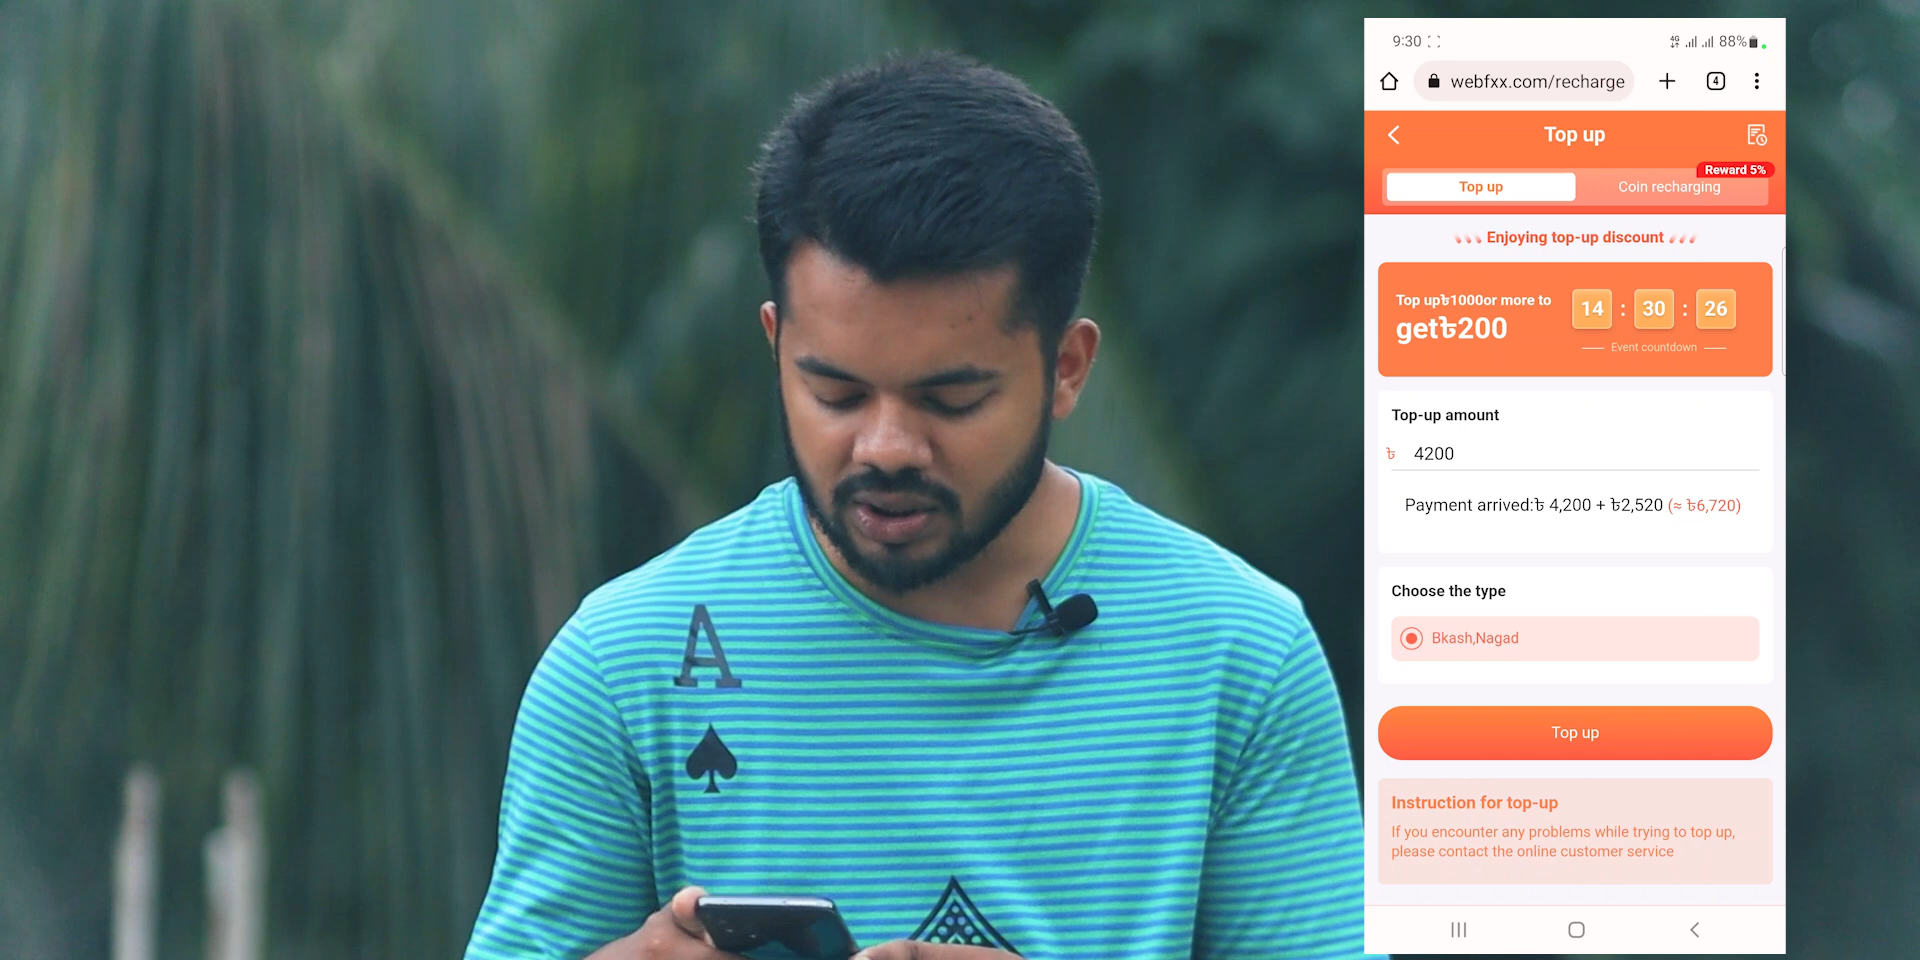 A
9:30
4G 88%
webfxx.com/recharge
4
Top up
Reward 5%
Top up
Coin recharging
Enjoying top-up discount
Top up৳1000or more to
get৳200
14 : 30 : 26
Event countdown
Top-up amount
৳ 4200
Payment arrived:৳ 4,200 + ৳2,520 (≈ ৳6,720)
Choose the type
Bkash,Nagad
Top up
Instruction for top-up
If you encounter any problems while trying to top up,
please contact the online customer service